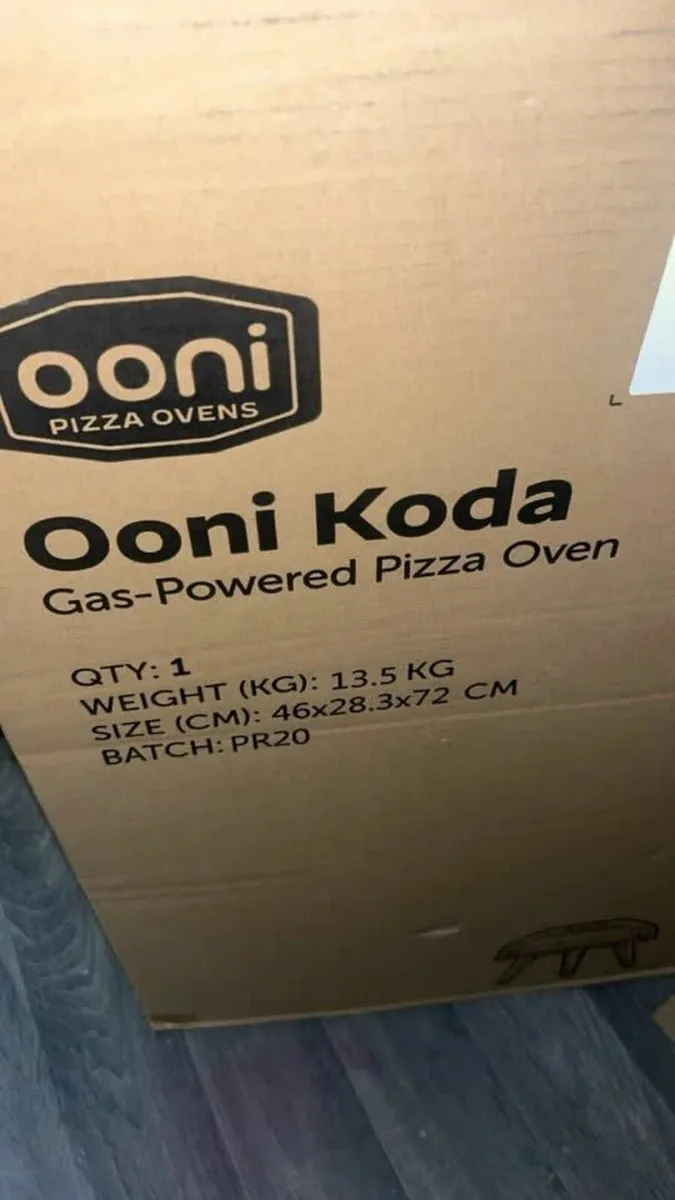 ooni
PIZZA OVENS
Ooni Koda
Gas-Powered Pizza Oven
QTY: 1
WEIGHT (KG): 13.5 KG
SIZE (CM): 46x28.3x72 CM
BATCH: PR20